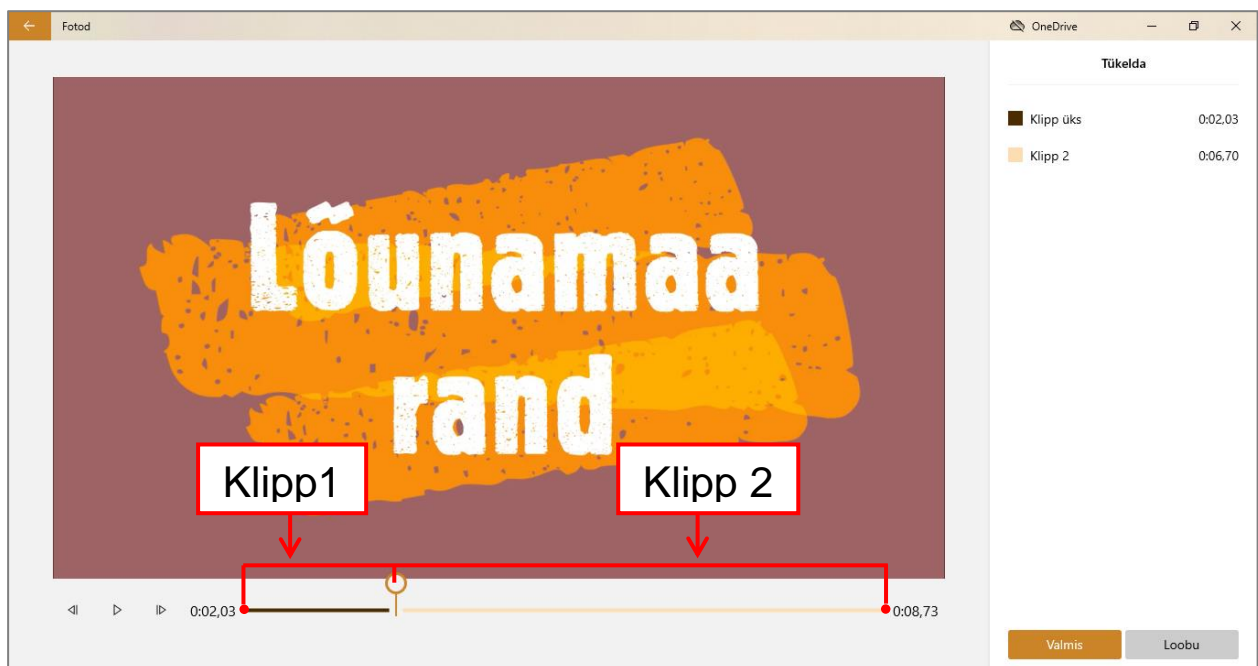 Fotod
OneDrive
Tükelda
Klipp üks 0:02,03
Klipp 2 0:06,70
Lõunamaa
rand
Klipp1
Klipp 2
0:02,03
0:08,73
Valmis
Loobu